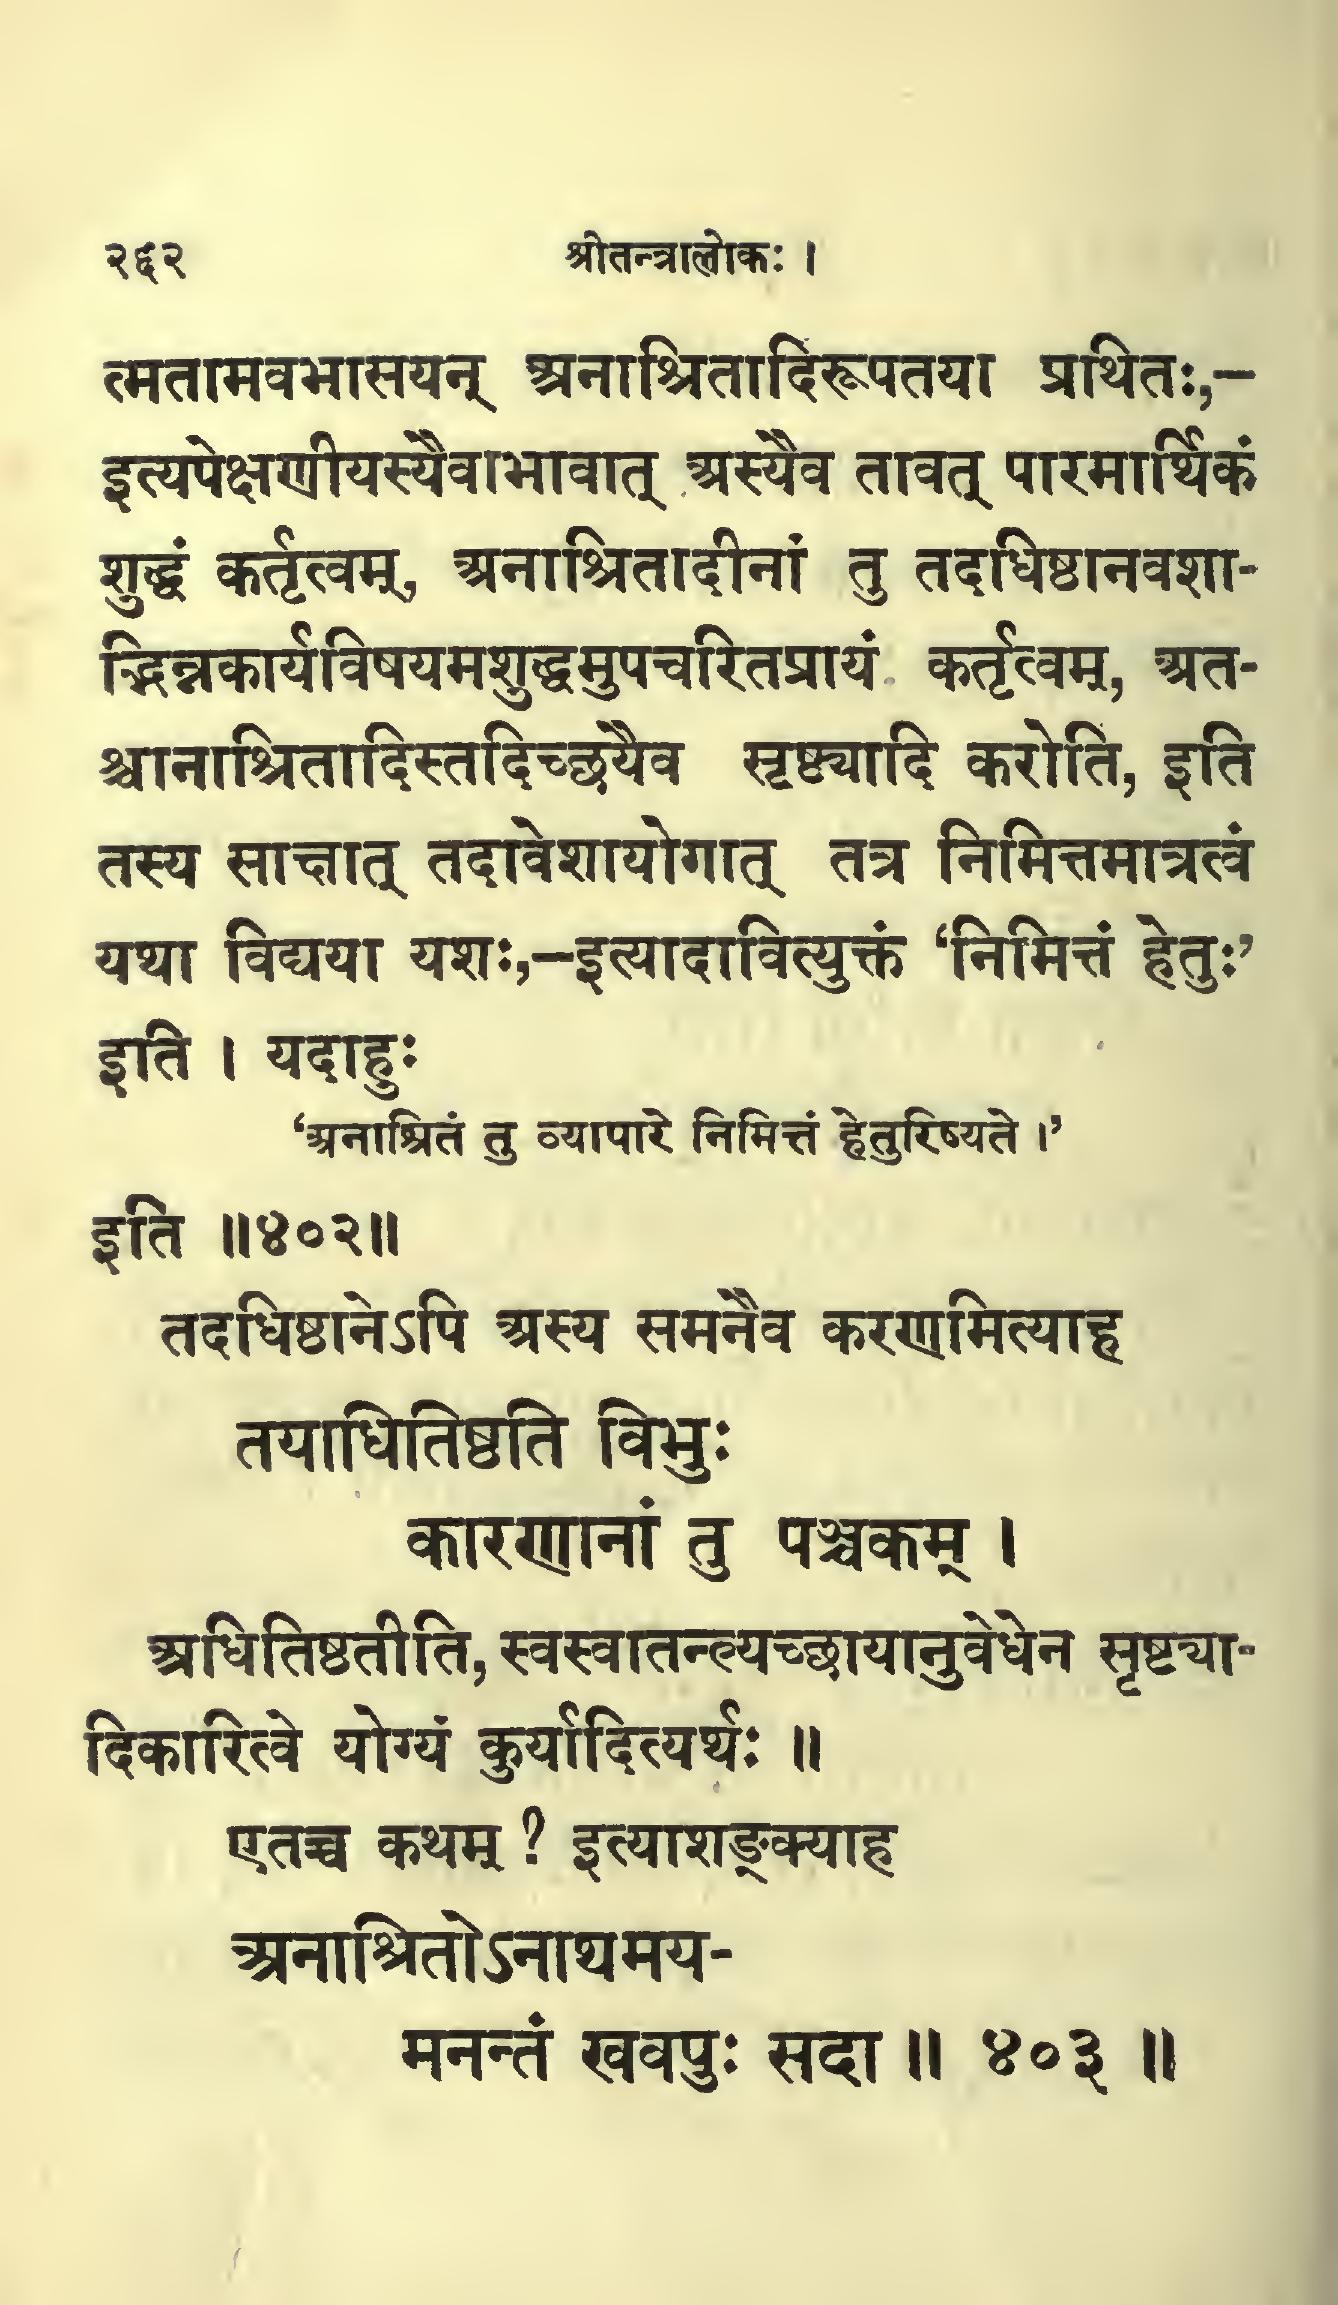 २६२ श्रीतन्त्रालोकः ।
त्मतामवभासयन् अनाश्रितादिरूपतया प्रथितः,—
इत्यपेक्षणीयस्यैवाभावात् अस्यैव तावत् पारमार्थिकं
शुद्धं कर्तृत्वम्, अनाश्रितादीनां तु तदधिष्ठानवशा-
द्भिन्नकार्यविषयमशुद्धमुपचरितप्रायं कर्तृत्वम्, अत-
श्चानाश्रितादिस्तदिच्छयैव सृष्ट्यादि करोति, इति
तस्य साक्षात् तदावेशायोगात् तत्र निमित्तमात्रत्वं
यथा विद्यया यशः,—इत्यादावित्युक्तं ‘निमित्तं हेतुः’
इति । यदाहुः
‘अनाश्रितं तु व्यापारे निमित्तं हेतुरिष्यते ।’
इति ॥४०२॥
तदधिष्ठानेऽपि अस्य समनैव करणमित्याह
तयाधितिष्ठति विभुः
कारणानां तु पञ्चकम् ।
अधितिष्ठतीति, स्वस्वातन्त्र्यच्छायानुवेधेन सृष्ट्या-
दिकारित्वे योग्यं कुर्यादित्यर्थः ॥
एतच्च कथम् ? इत्याशङ्क्याह
अनाश्रितोऽनाथमय-
मनन्तं खवपुः सदा ॥ ४०३ ॥